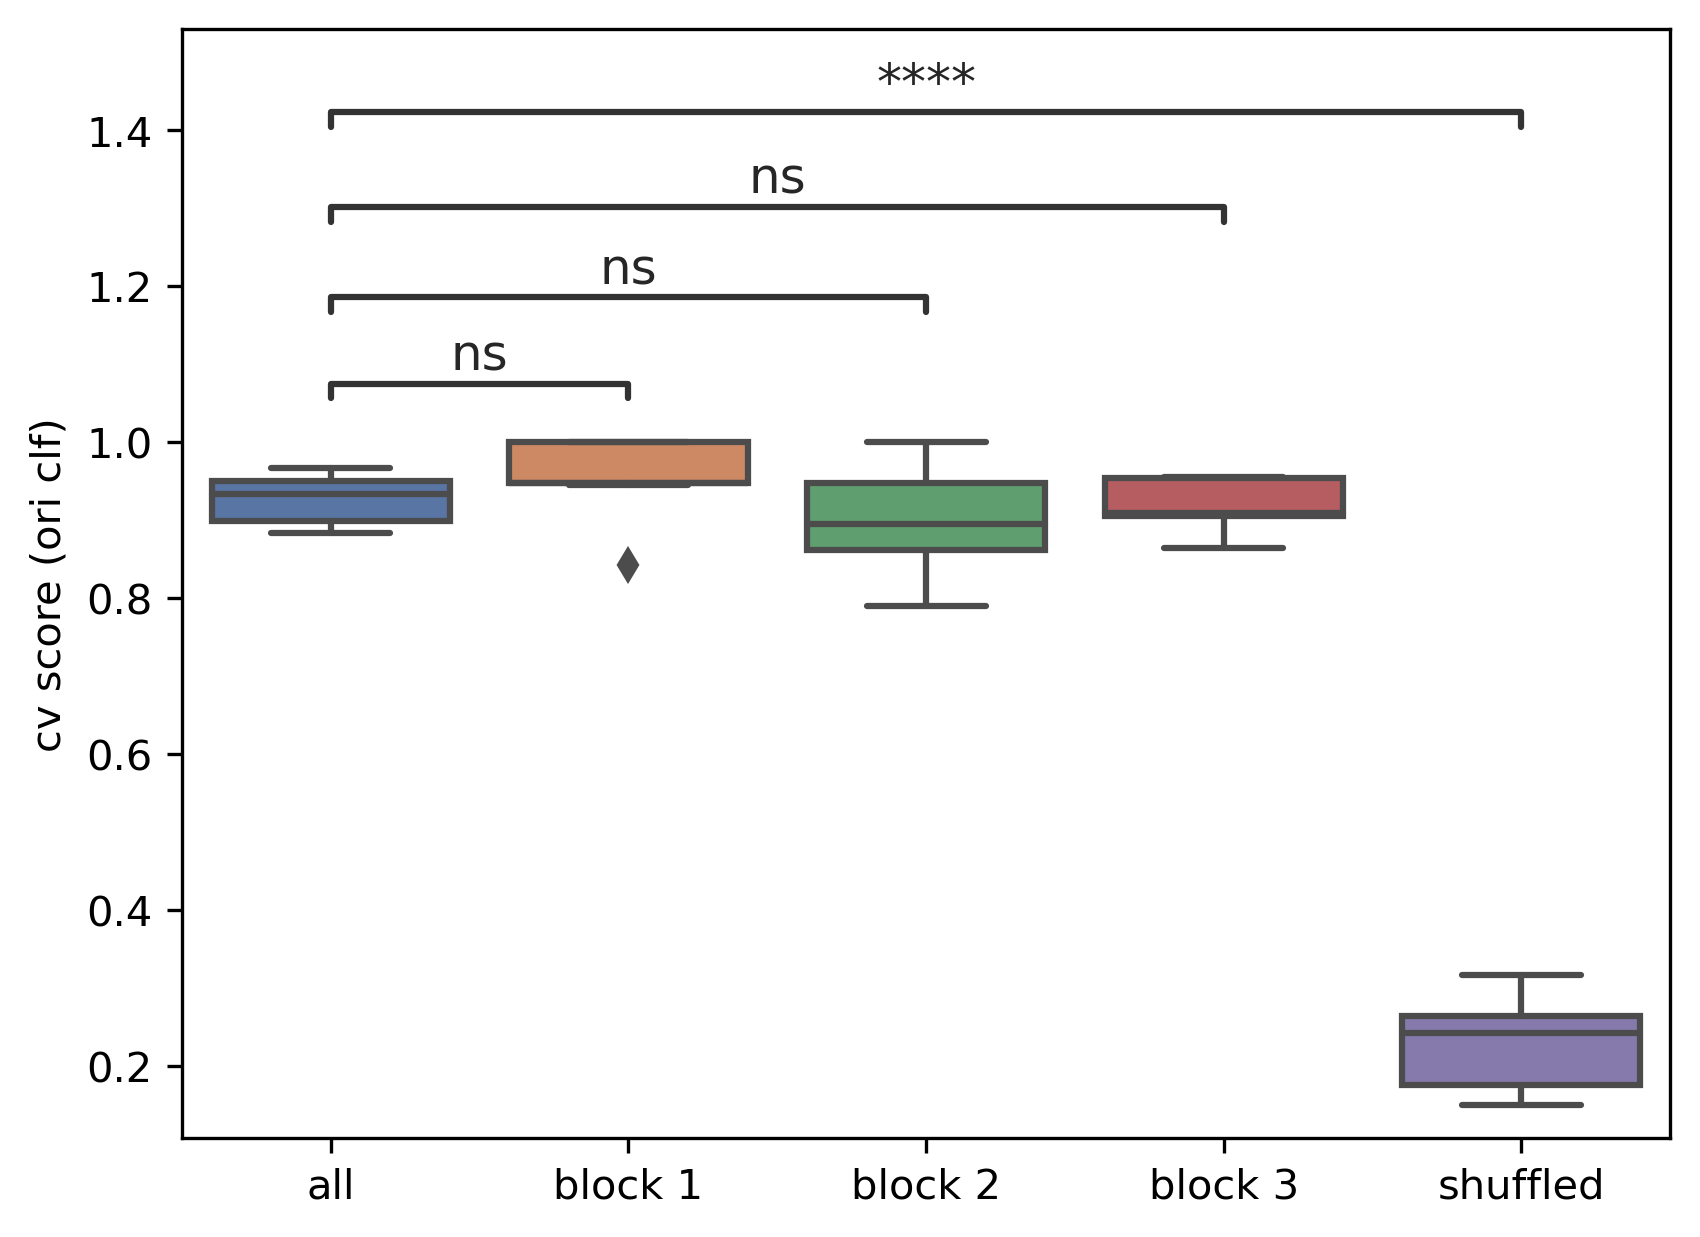 ****
ns
ns
ns
cv score (ori clf)
1.4
1.2
1.0
0.8
0.6
0.4
0.2
all block 1 block 2 block 3 shuffled